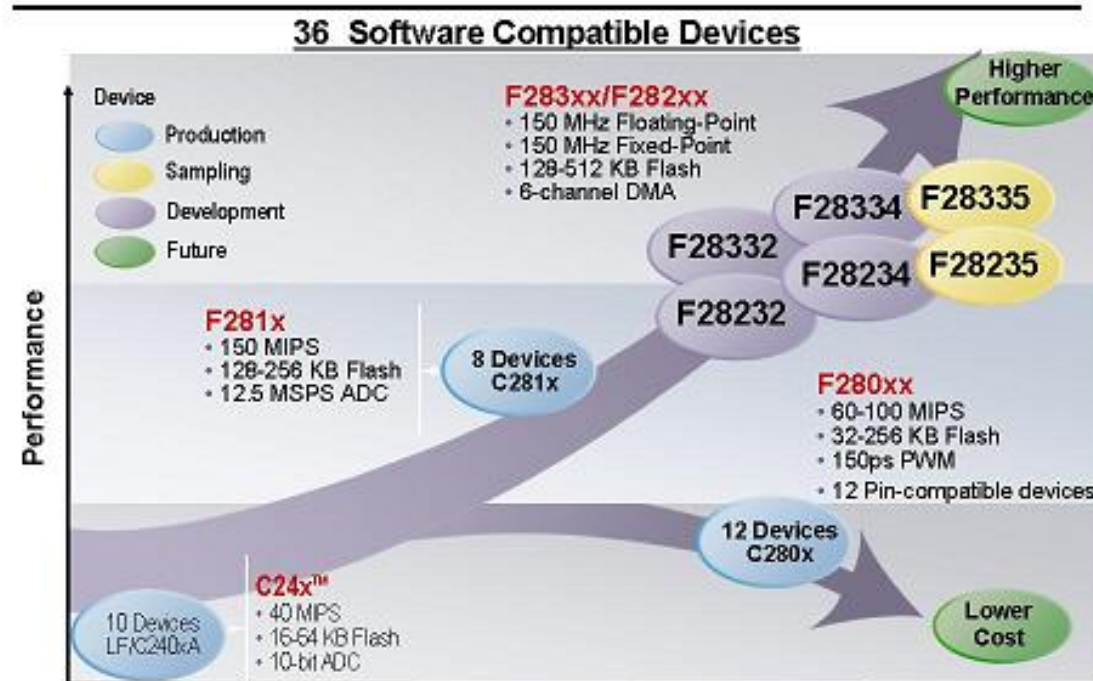 36 Software Compatible Devices
Device
Production
Sampling
Development
Future
Performance
F283xx/F282xx
• 150 MHz Floating-Point
• 150 MHz Fixed-Point
• 128-512 KB Flash
• 6-channel DMA
Higher
Performance
F28334
F28335
F28332
F28234
F28235
F28232
F281x
• 150 MIPS
• 128-256 KB Flash
• 12.5 MSPS ADC
8 Devices
C281x
F280xx
• 60-100 MIPS
• 32-256 KB Flash
• 150ps PWM
• 12 Pin-compatible devices
12 Devices
C280x
C24x™
• 40 MIPS
• 16-64 KB Flash
• 10-bit ADC
10 Devices
LF/C240xA
Lower
Cost